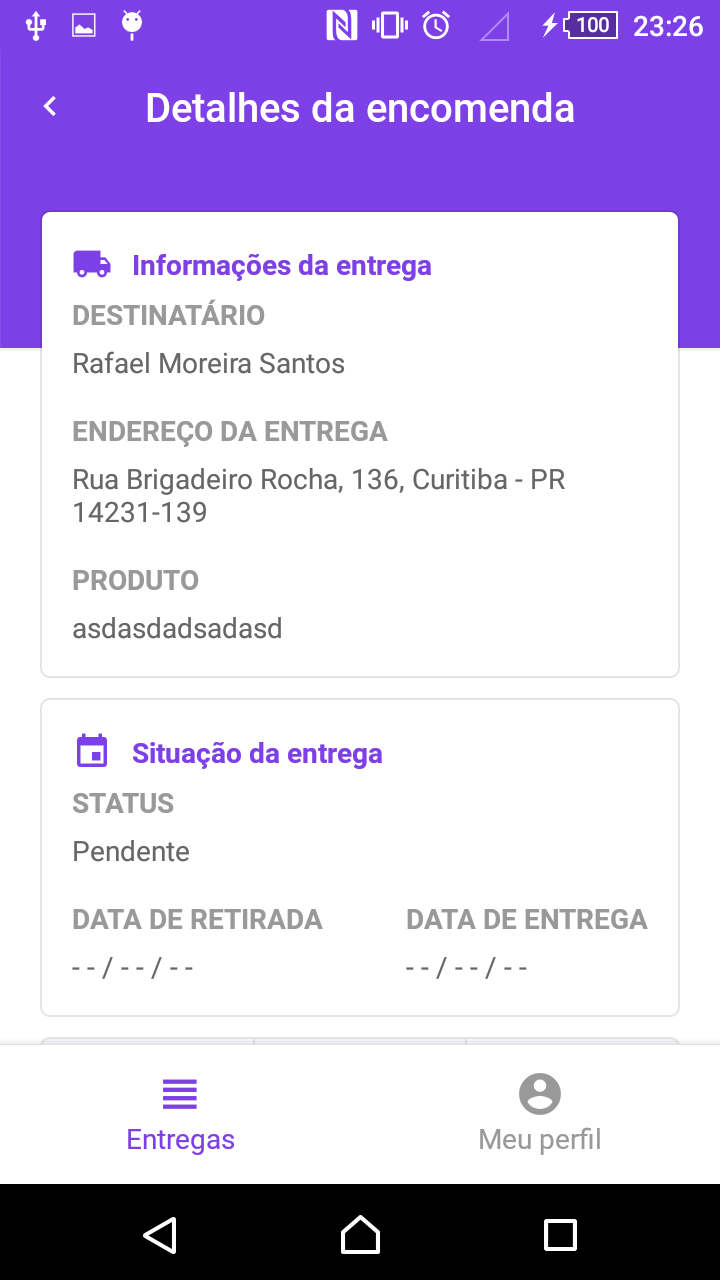 100 23:26
Detalhes da encomenda
Informações da entrega
DESTINATÁRIO
Rafael Moreira Santos
ENDEREÇO DA ENTREGA
Rua Brigadeiro Rocha, 136, Curitiba - PR
14231-139
PRODUTO
asdasdadsadasd
Situação da entrega
STATUS
Pendente
DATA DE RETIRADA DATA DE ENTREGA
- - / - - / - - - - / - - / - -
Entregas Meu perfil